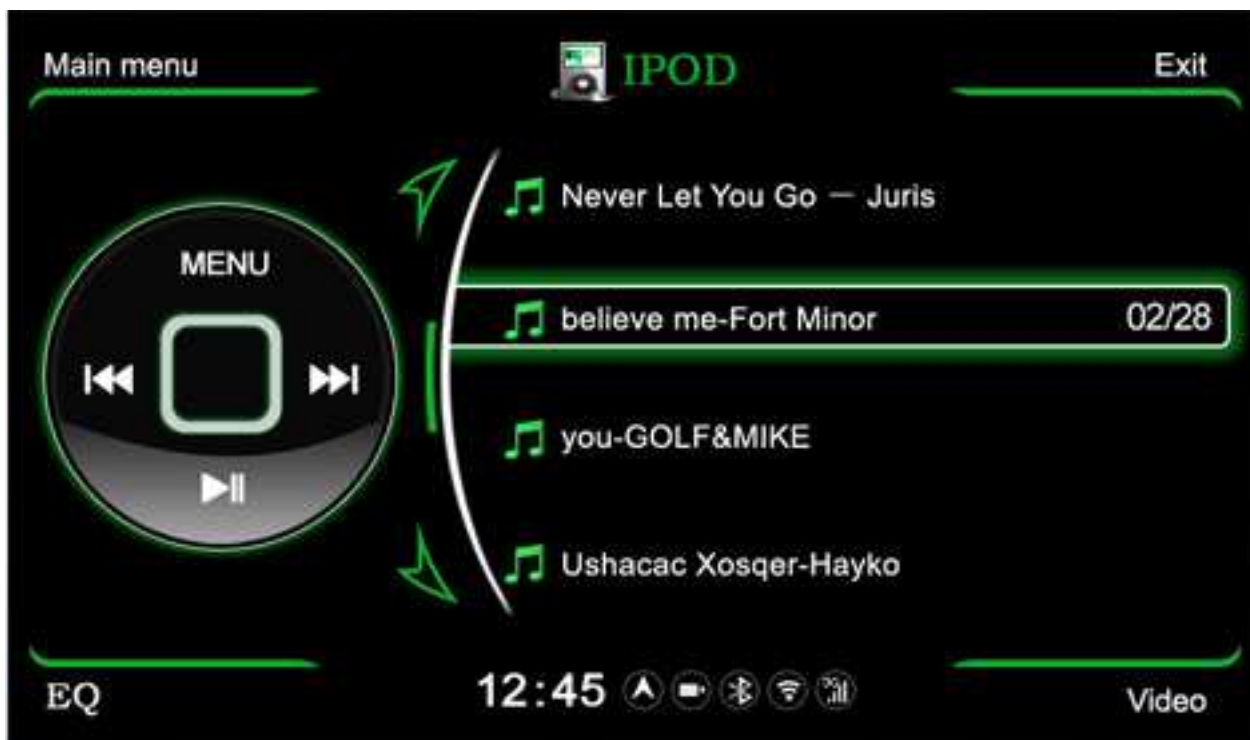 Main menu
IPOD
Exit
Never Let You Go — Juris
MENU
believe me-Fort Minor 02/28
you-GOLF&MIKE
Ushacac Xosqer-Hayko
EQ
12:45
3G
Video